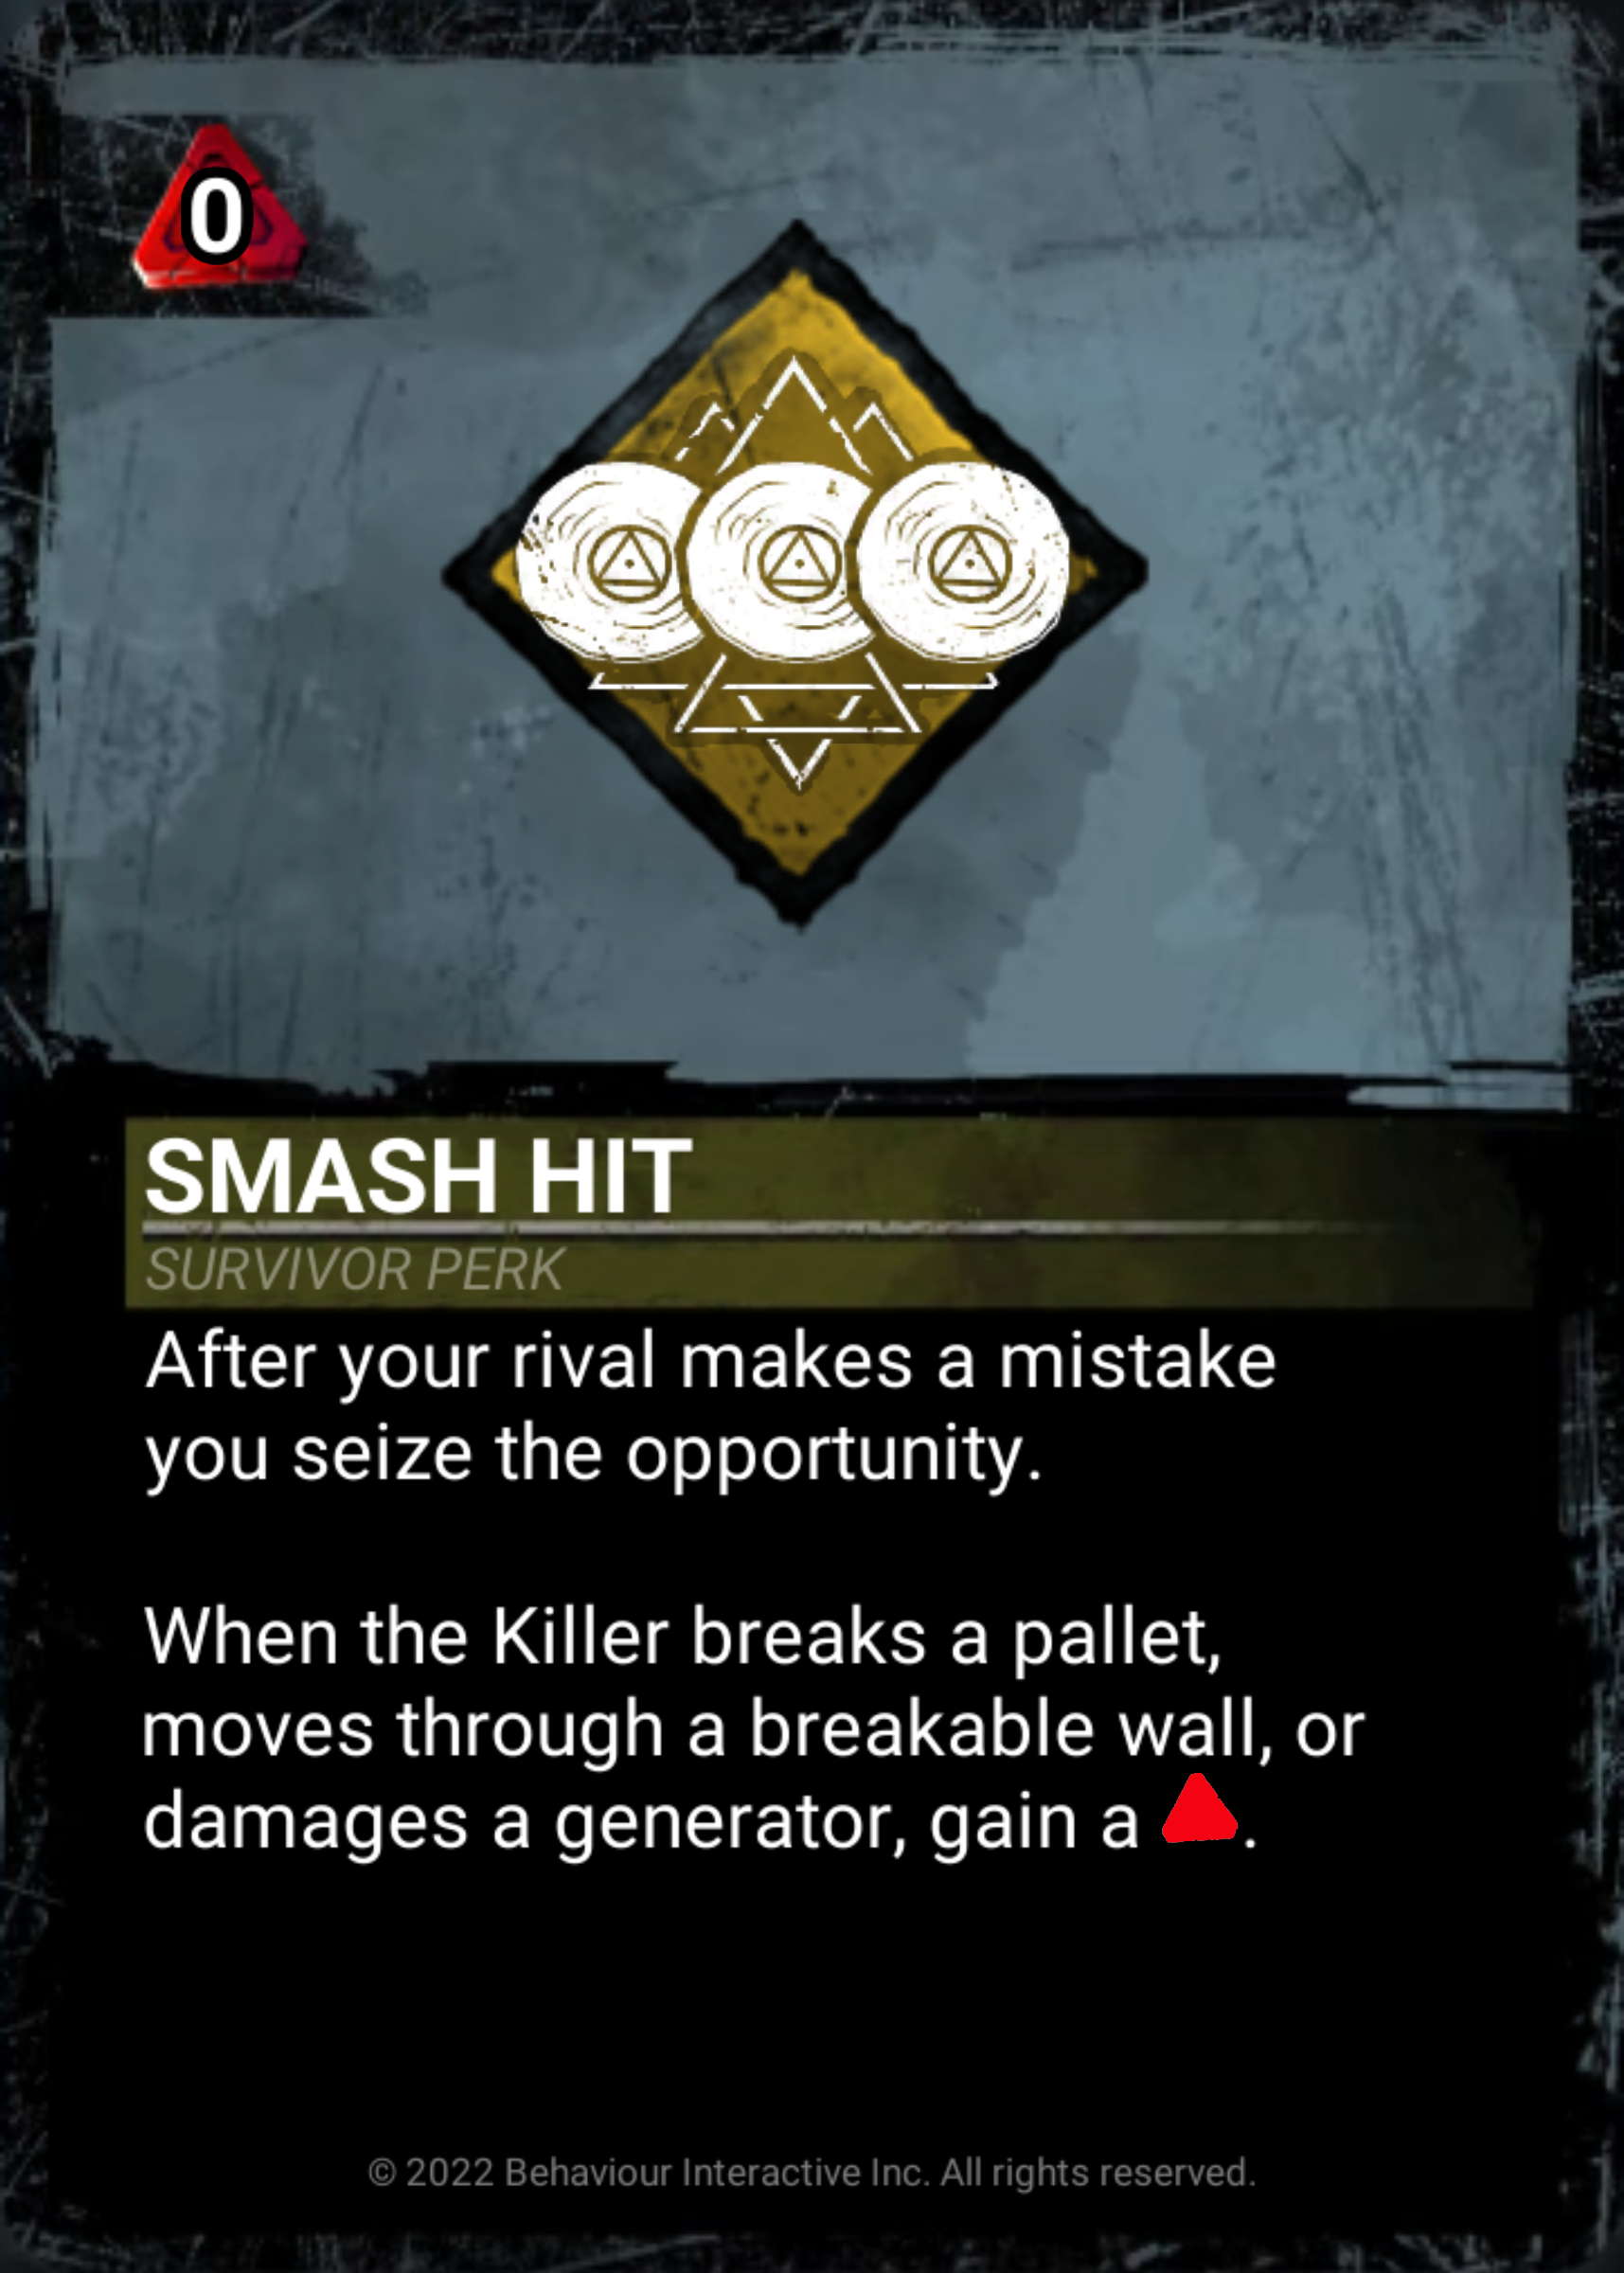 0
SMASH HIT
SURVIVOR PERK
After your rival makes a mistake
you seize the opportunity.
When the Killer breaks a pallet,
moves through a breakable wall, or
damages a generator, gain a .
© 2022 Behaviour Interactive Inc. All rights reserved.